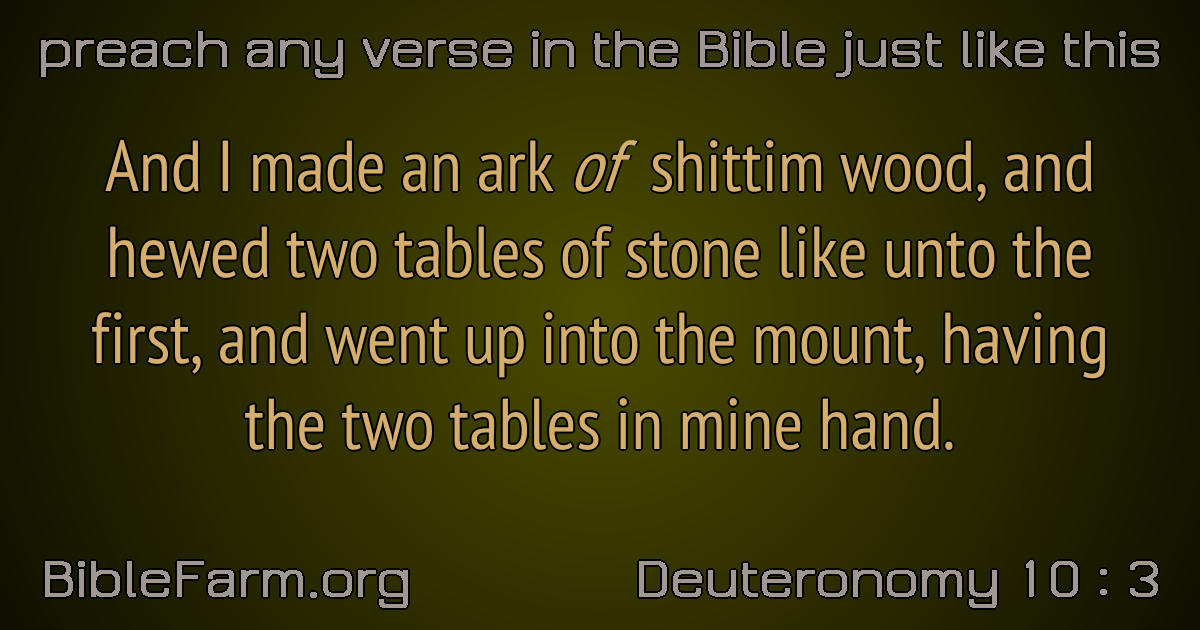 preach any verse in the Bible just like this
And I made an ark of shittim wood, and
hewed two tables of stone like unto the
first, and went up into the mount, having
the two tables in mine hand.
BibleFarm.org
Deuteronomy 10 : 3